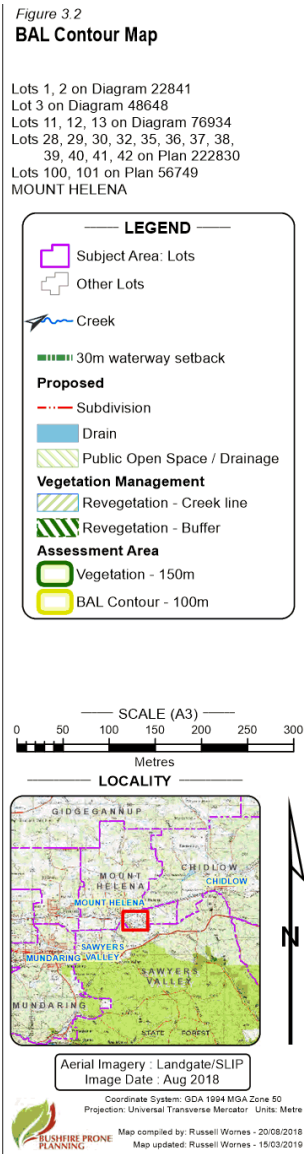 Figure 3.2
BAL Contour Map
Lots 1, 2 on Diagram 22841
Lot 3 on Diagram 48648
Lots 11, 12, 13 on Diagram 76934
Lots 28, 29, 30, 32, 35, 36, 37, 38,
39, 40, 41, 42 on Plan 222830
Lots 100, 101 on Plan 56749
MOUNT HELENA
LEGEND
Subject Area: Lots
Other Lots
Creek
30m waterway setback
Proposed
Subdivision
Drain
Public Open Space / Drainage
Vegetation Management
Revegetation - Creek line
Revegetation - Buffer
Assessment Area
Vegetation - 150m
BAL Contour - 100m
SCALE (A3)
0 50 100 150 200 250 300
Metres
LOCALITY
GIDGEGANNUP
CHIDLOW
MOUNT
HELENA
CHIDLOW
MOUNT HELENA
SAWYERS
VALLEY
MUNDARING
SAWYERS
VALLEY
MUNDARING
STATE FOREST
N
Aerial Imagery : Landgate/SLIP
Image Date : Aug 2018
Coordinate System: GDA 1994 MGA Zone 50
Projection: Universal Transverse Mercator Units: Metre
BUSHFIRE PRONE
PLANNING
Map compiled by: Russell Wornes - 20/08/2018
Map updated: Russell Wornes - 15/03/2019